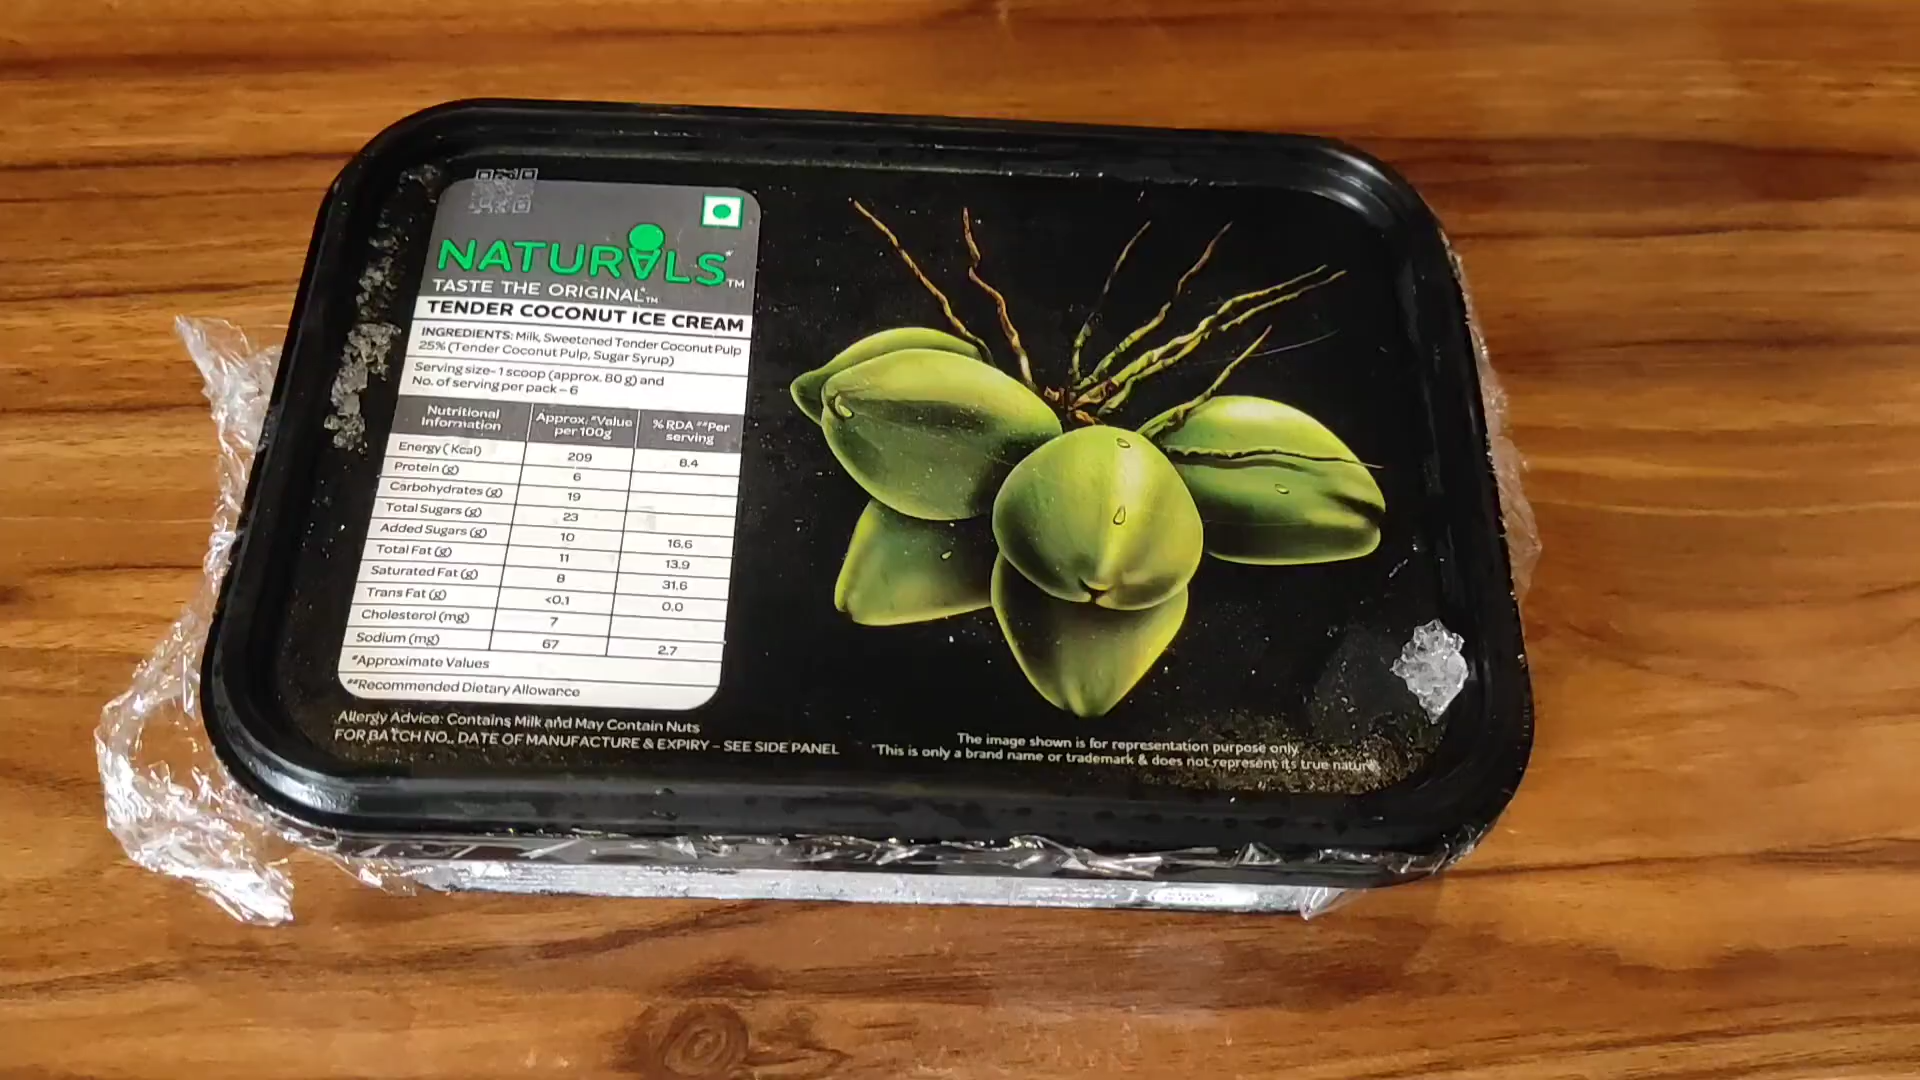 NATURALS*™
TASTE THE ORIGINAL*™
TENDER COCONUT ICE CREAM
INGREDIENTS: Milk, Sweetened Tender Coconut Pulp
25% (Tender Coconut Pulp, Sugar Syrup)
Serving size- 1 scoop (approx. 80 g) and
No. of serving per pack – 6
Nutritional Information Approx. *Value per 100g % RDA **Per serving
Energy ( Kcal) 209 8.4
Protein (g) 6
Carbohydrates (g) 19
Total Sugars (g) 23
Added Sugars (g) 10 16.6
Total Fat (g) 11 13.9
Saturated Fat (g) 8 31.6
Trans Fat (g) <0.1 0.0
Cholesterol (mg) 7
Sodium (mg) 67 2.7
*Approximate Values
**Recommended Dietary Allowance
Allergy Advice: Contains Milk and May Contain Nuts
FOR BATCH NO., DATE OF MANUFACTURE & EXPIRY – SEE SIDE PANEL
The image shown is for representation purpose only.
*This is only a brand name or trademark & does not represent its true nature